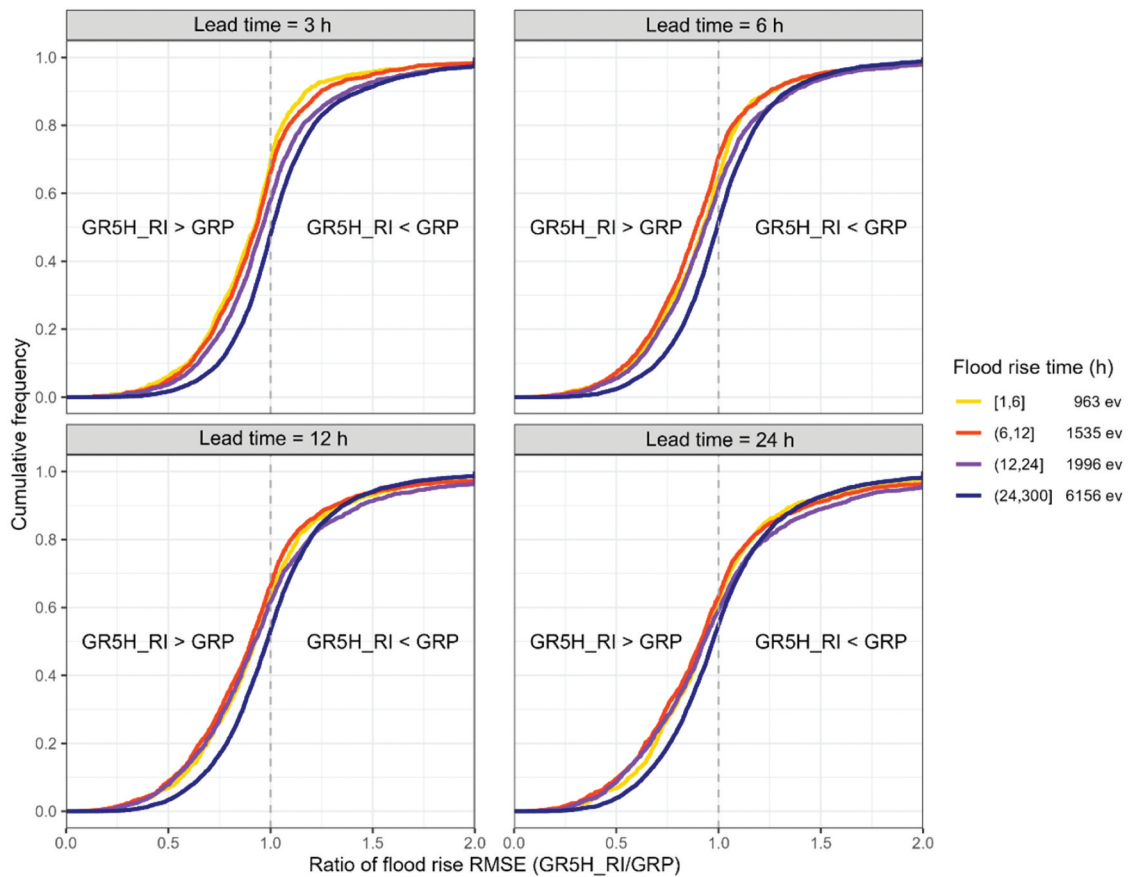 Lead time = 3 h
Lead time = 6 h
1.0
0.8
0.6
0.4
0.2
0.0
GR5H_RI > GRP
GR5H_RI < GRP
GR5H_RI > GRP
GR5H_RI < GRP
Cumulative frequency
Lead time = 12 h
Lead time = 24 h
1.0
0.8
0.6
0.4
0.2
0.0
GR5H_RI > GRP
GR5H_RI < GRP
GR5H_RI > GRP
GR5H_RI < GRP
0.0 0.5 1.0 1.5 2.0
0.0 0.5 1.0 1.5 2.0
Ratio of flood rise RMSE (GR5H_RI/GRP)
Flood rise time (h)
[1,6] 963 ev
(6,12] 1535 ev
(12,24] 1996 ev
(24,300] 6156 ev